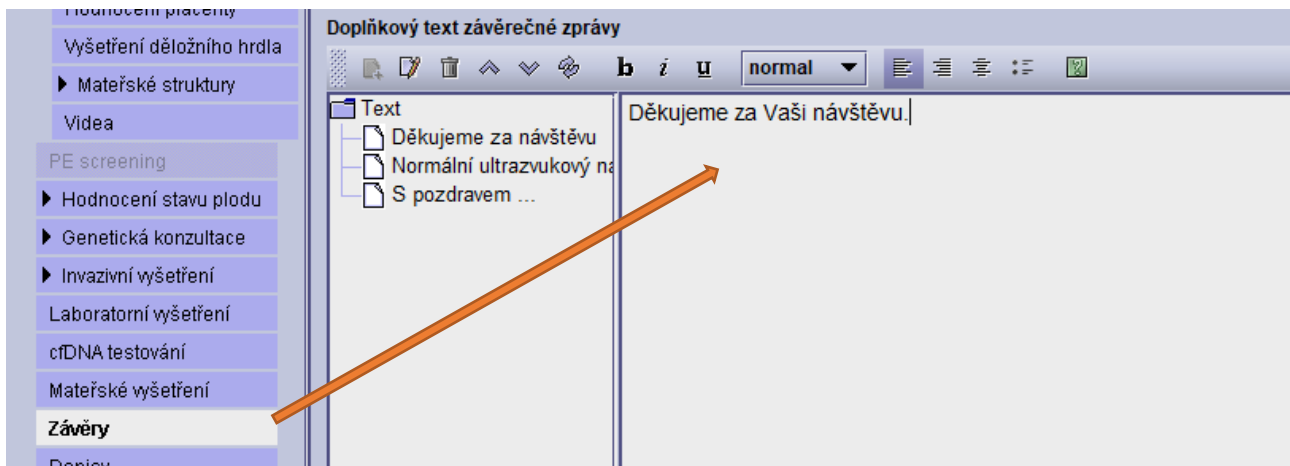 Hodnocení placenty
Vyšetření děložního hrdla
Mateřské struktury
Videa
PE screening
Hodnocení stavu plodu
Genetická konzultace
Invazivní vyšetření
Laboratorní vyšetření
cfDNA testování
Mateřské vyšetření
Závěry
Dopisy
Doplňkový text závěrečné zprávy
b i u normal
Text
Děkujeme za návštěvu
Normální ultrazvukový ná
S pozdravem ...
Děkujeme za Vaši návštěvu.